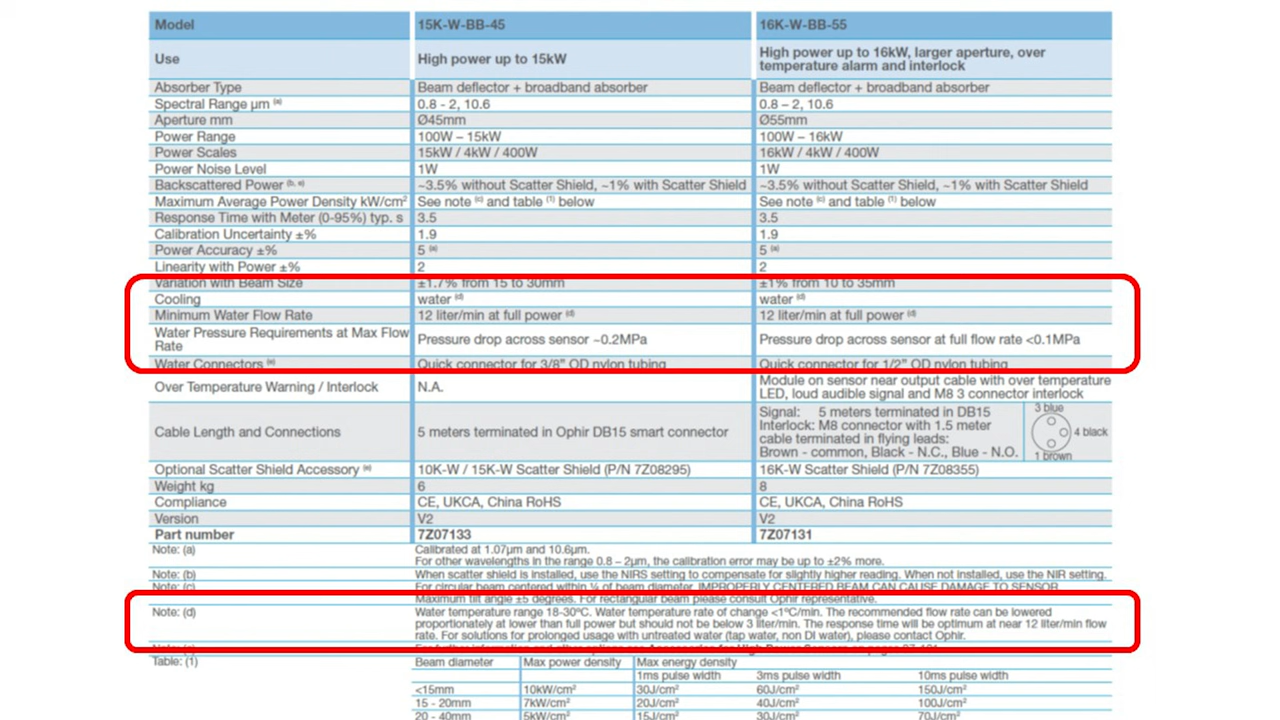 Model 15K-W-BB-45 16K-W-BB-55
Use High power up to 15kW High power up to 16kW, larger aperture, over
temperature alarm and interlock
Absorber Type Beam deflector + broadband absorber Beam deflector + broadband absorber
Spectral Range µm (a) 0.8 - 2, 10.6 0.8 – 2, 10.6
Aperture mm Ø45mm Ø55mm
Power Range 100W – 15kW 100W – 16kW
Power Scales 15kW / 4kW / 400W 16kW / 4kW / 400W
Power Noise Level 1W 1W
Backscattered Power (b, e) ~3.5% without Scatter Shield, ~1% with Scatter Shield ~3.5% without Scatter Shield, ~1% with Scatter Shield
Maximum Average Power Density kW/cm² See note (c) and table (1) below See note (c) and table (1) below
Response Time with Meter (0-95%) typ. s 3.5 3.5
Calibration Uncertainty ±% 1.9 1.9
Power Accuracy ±% 5 (a) 5 (a)
Linearity with Power ±% 2 2
Variation with Beam Size ±1.7% from 15 to 30mm ±1% from 10 to 35mm
Cooling water (d) water (d)
Minimum Water Flow Rate 12 liter/min at full power (d) 12 liter/min at full power (d)
Water Pressure Requirements at Max Flow
Rate Pressure drop across sensor ~0.2MPa Pressure drop across sensor at full flow rate <0.1MPa
Water Connectors (e) Quick connector for 3/8" OD nylon tubing Quick connector for 1/2" OD nylon tubing
Over Temperature Warning / Interlock N.A. Module on sensor near output cable with over temperature
LED, loud audible signal and M8 3 connector interlock
Cable Length and Connections 5 meters terminated in Ophir DB15 smart connector Signal: 5 meters terminated in DB15
Interlock: M8 connector with 1.5 meter
cable terminated in flying leads:
Brown - common, Black - N.C., Blue - N.O.
3 blue
4 black
1 brown
Optional Scatter Shield Accessory (e) 10K-W / 15K-W Scatter Shield (P/N 7Z08295) 16K-W Scatter Shield (P/N 7Z08355)
Weight kg 6 8
Compliance CE, UKCA, China RoHS CE, UKCA, China RoHS
Version V2 V2
Part number 7Z07133 7Z07131
Note: (a) Calibrated at 1.07µm and 10.6µm.
For other wavelengths in the range 0.8 – 2µm, the calibration error may be up to ±2% more.
Note: (b) When scatter shield is installed, use the NIRS setting to compensate for slightly higher reading. When not installed, use the NIR setting.
Note: (c) For circular beam centered within ¼ of beam diameter. IMPROPERLY CENTERED BEAM CAN CAUSE DAMAGE TO SENSOR.
Maximum tilt angle ±5 degrees. For rectangular beam please consult Ophir representative.
Note: (d) Water temperature range 18-30°C. Water temperature rate of change <1°C/min. The recommended flow rate can be lowered
proportionately at lower than full power but should not be below 3 liter/min. The response time will be optimum at near 12 liter/min flow
rate. For solutions for prolonged usage with untreated water (tap water, non DI water), please contact Ophir.
Note: (e) For further information and other options see Accessories for High Power Sensors on pages
Table: (1) Beam diameter Max power density Max energy density
1ms pulse width 3ms pulse width 10ms pulse width
<15mm 10kW/cm² 30J/cm² 60J/cm² 150J/cm²
15 - 20mm 7kW/cm² 20J/cm² 40J/cm² 100J/cm²
20 - 40mm 5kW/cm² 15J/cm² 30J/cm² 70J/cm²